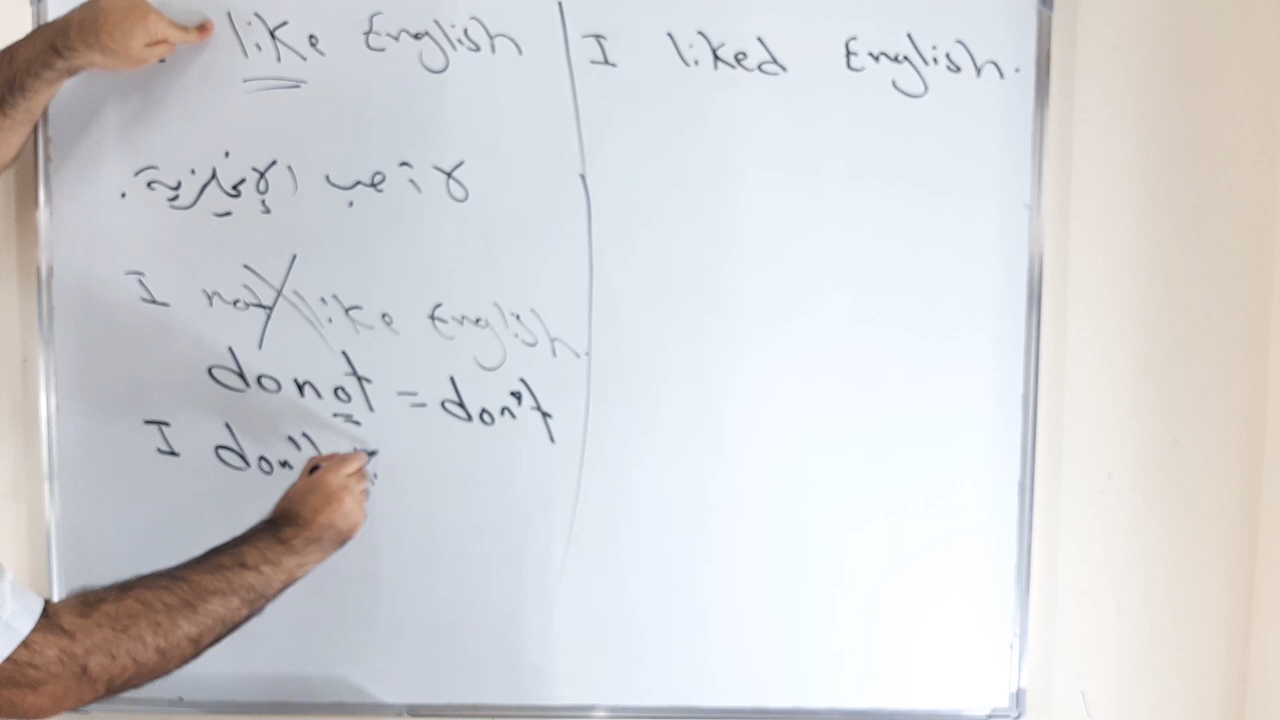 like English
I liked English.
لا أحب الإنجليزية.
I not like English.
do not = don't
I don't